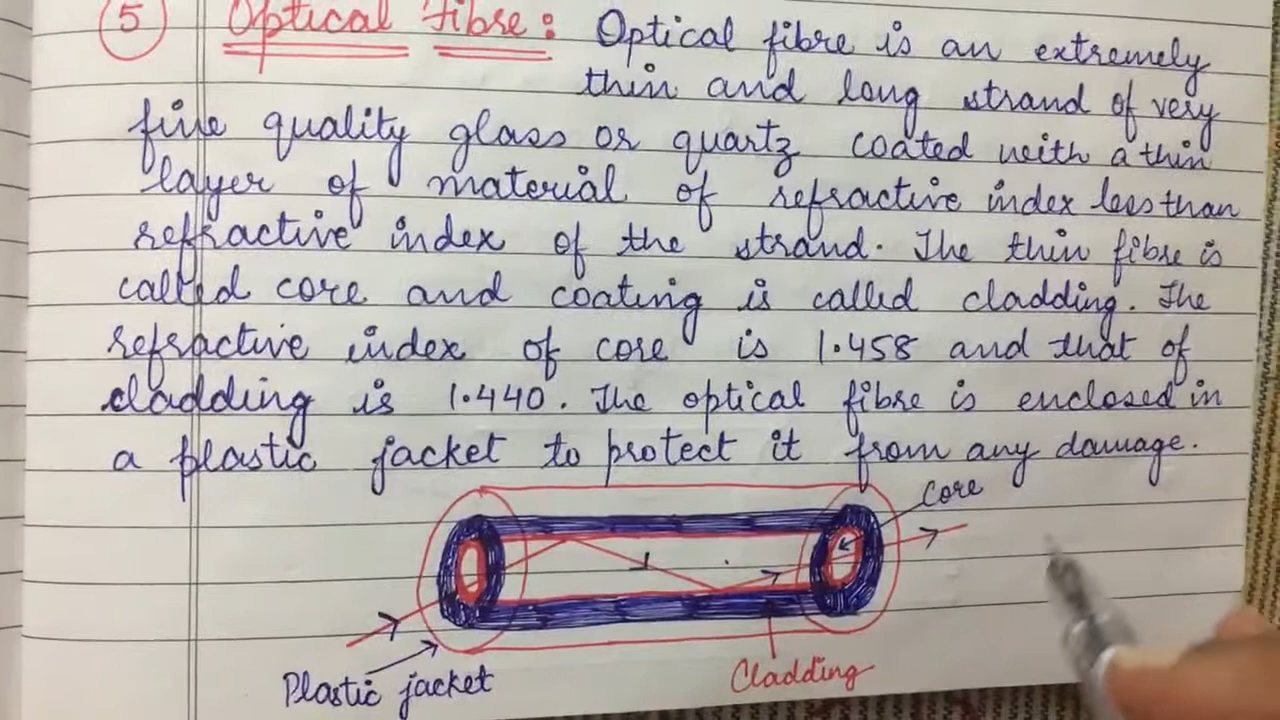 5 Optical Fibre: Optical fibre is an extremely
thin and long strand of very
fine quality glass or quartz coated with a thin
layer of material of refractive index less than
refractive index of the strand. The thin fibre is
called core and coating is called cladding. The
refractive index of core is 1.458 and that of
cladding is 1.440. The optical fibre is enclosed in
a plastic jacket to protect it from any damage.
Core
Plastic jacket
Cladding